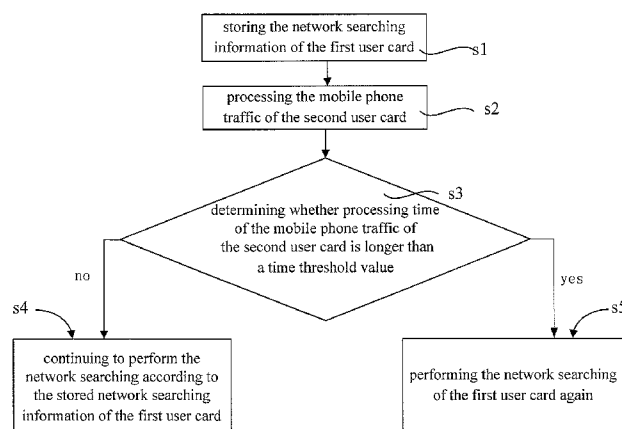 storing the network searching
information of the first user card
s1
processing the mobile phone
traffic of the second user card
s2
s3
determining whether processing time
of the mobile phone traffic of
the second user card is longer than
a time threshold value
no
yes
s4
s5
continuing to perform the
network searching according to
the stored network searching
information of the first user card
performing the network searching
of the first user card again